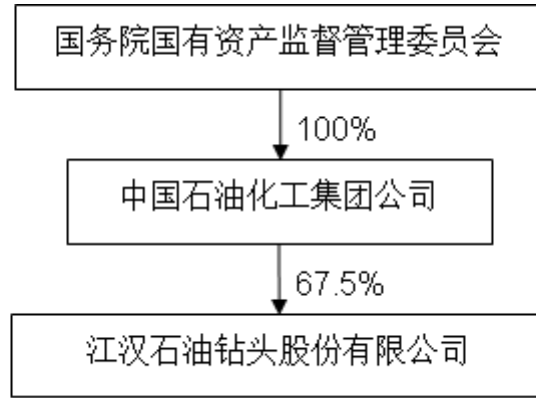 国务院国有资产监督管理委员会
100%
中国石油化工集团公司
67.5%
江汉石油钻头股份有限公司